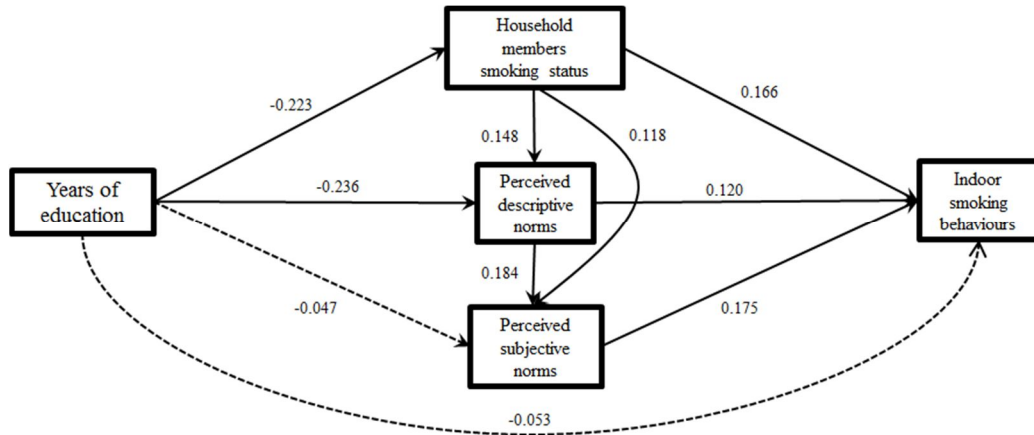 Household
members
smoking status
-0.223
0.166
0.148
0.118
Years of
education
-0.236
Perceived
descriptive
norms
0.120
Indoor
smoking
behaviours
0.184
-0.047
Perceived
subjective
norms
0.175
-0.053